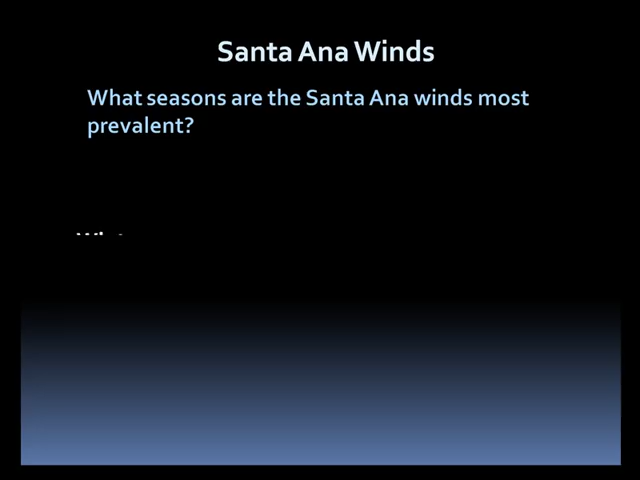 Santa Ana Winds
What seasons are the Santa Ana winds most
prevalent?